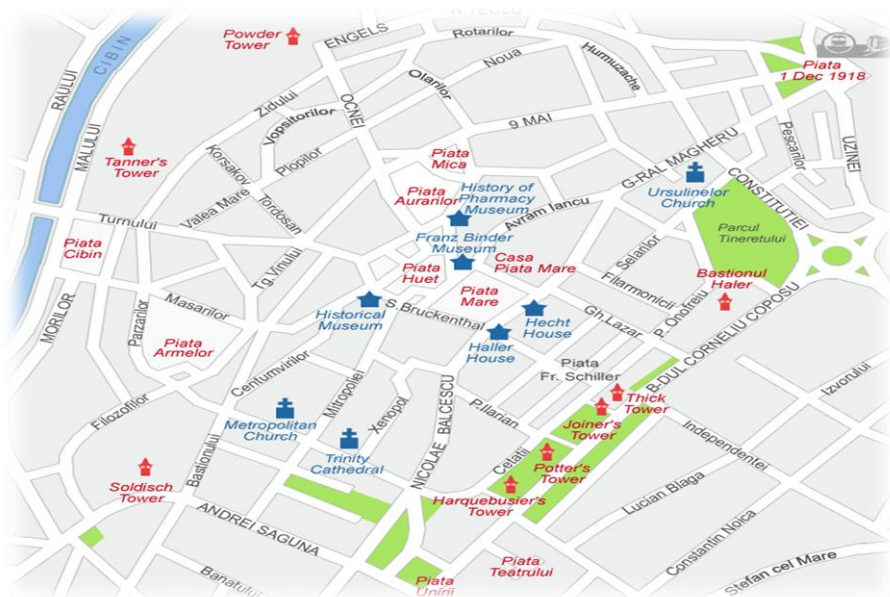 N TECLU
Powder
Tower
ENGELS
Rotarilor
CIBIN
RAULUI
Hurmuzache
Noua
Piata
1 Dec 1918
Olarilor
Zidului
OCNEI
Vopsitorilor
9 MAI
MALULUI
Pescarilor
UZINEI
Tanner's
Tower
Korsakov
Plopilor
Piata
Mica
G-RAL MAGHERU
CONSTITUTIEI
Ursulinelor
Church
Piata
Aurarilor
History of
Pharmacy
Museum
Valea Mare
Tordosan
Avram Iancu
Turnului
Parcul
Tineretului
Franz Binder
Museum
Selarilor
Piata
Cibin
Tg.Vinului
Casa
Piata Mare
Piata
Huet
Filarmonicii
Bastionul
Haler
Piata
Mare
MORILOR
Masarilor
Parzarilor
Historical
Museum
S.Bruckenthal
Hecht
House
Gh.Lazar
P. Onofreiu
Haller
House
Piata
Armelor
B-DUL CORNELIU COPOSU
Piata
Fr. Schiller
Centumvirilor
Mitropoliei
Izvorului
Thick
Tower
Filozofilor
Metropolitan
Church
Xenopol
NICOLAE BALCESCU
P.Ilarian
Joiner's
Tower
Independentei
Bastionului
Trinity
Cathedral
Cetatii
Potter's
Tower
Soldisch
Tower
Harquebusier's
Tower
Lucian Blaga
ANDREI SAGUNA
Constantin Noica
Piata
Teatrului
Stefan cel Mare
Banatului
Piata
Unirii